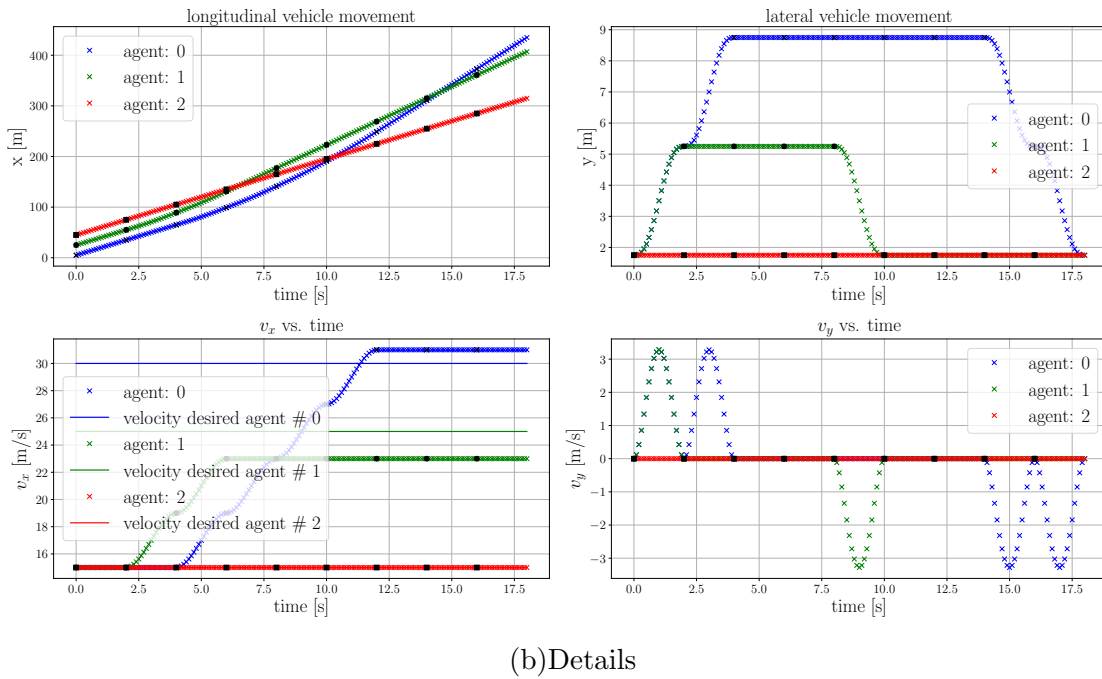 longitudinal vehicle movement
400
300
200
100
0
x [m]
agent: 0
agent: 1
agent: 2
0.0 2.5 5.0 7.5 10.0 12.5 15.0 17.5
time [s]
lateral vehicle movement
9
8
7
6
5
4
3
2
y [m]
agent: 0
agent: 1
agent: 2
0.0 2.5 5.0 7.5 10.0 12.5 15.0 17.5
time [s]
v_x vs. time
30
28
26
24
22
20
18
16
v_x [m/s]
agent: 0
velocity desired agent # 0
agent: 1
velocity desired agent # 1
agent: 2
velocity desired agent # 2
0.0 2.5 5.0 7.5 10.0 12.5 15.0 17.5
time [s]
v_y vs. time
3
2
1
0
−1
−2
−3
v_y [m/s]
agent: 0
agent: 1
agent: 2
0.0 2.5 5.0 7.5 10.0 12.5 15.0 17.5
time [s]
(b)Details